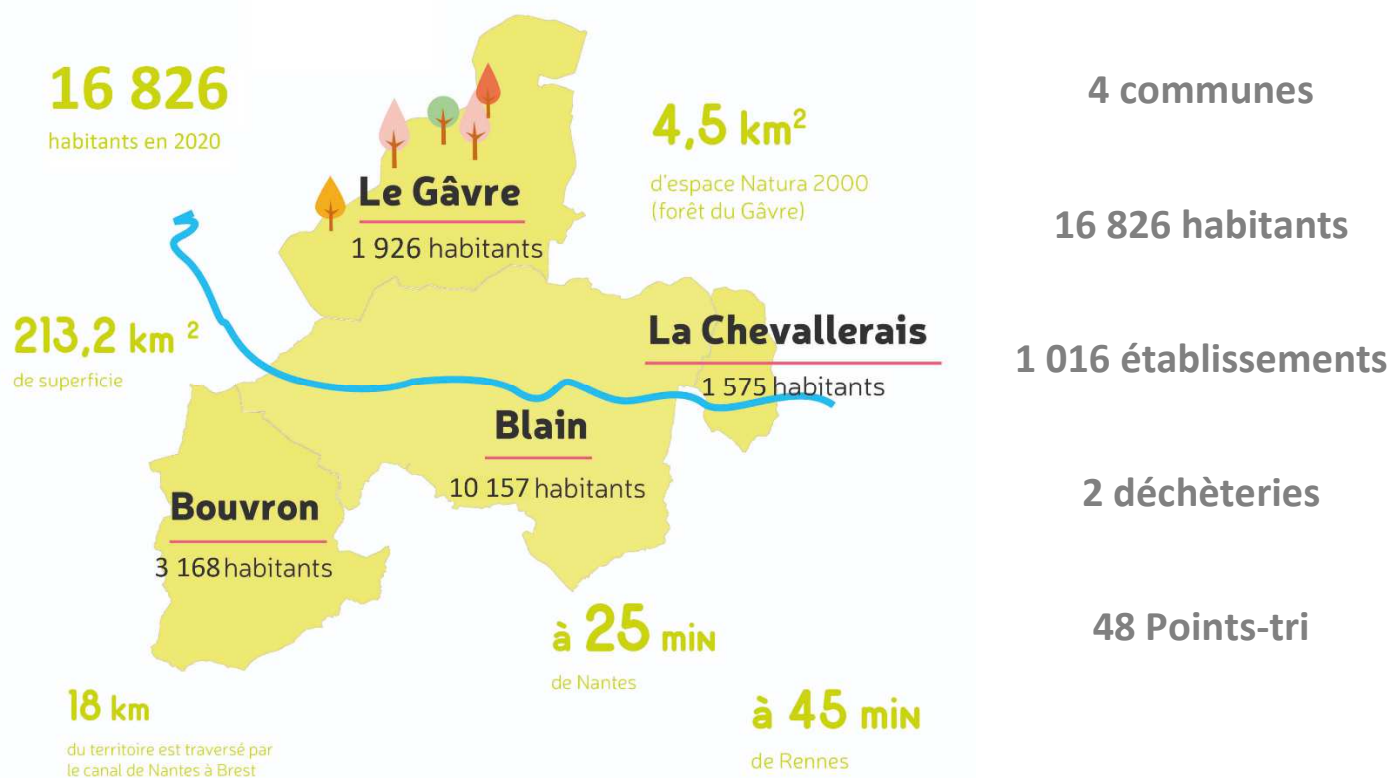 16 826
habitants en 2020
4,5 km²
d'espace Natura 2000
(forêt du Gâvre)
Le Gâvre
1 926 habitants
213,2 km ²
de superficie
La Chevallerais
1 575 habitants
Blain
10 157 habitants
Bouvron
3 168 habitants
à 25 min
de Nantes
18 km
du territoire est traversé par
le canal de Nantes à Brest
à 45 min
de Rennes
4 communes
16 826 habitants
1 016 établissements
2 déchèteries
48 Points-tri